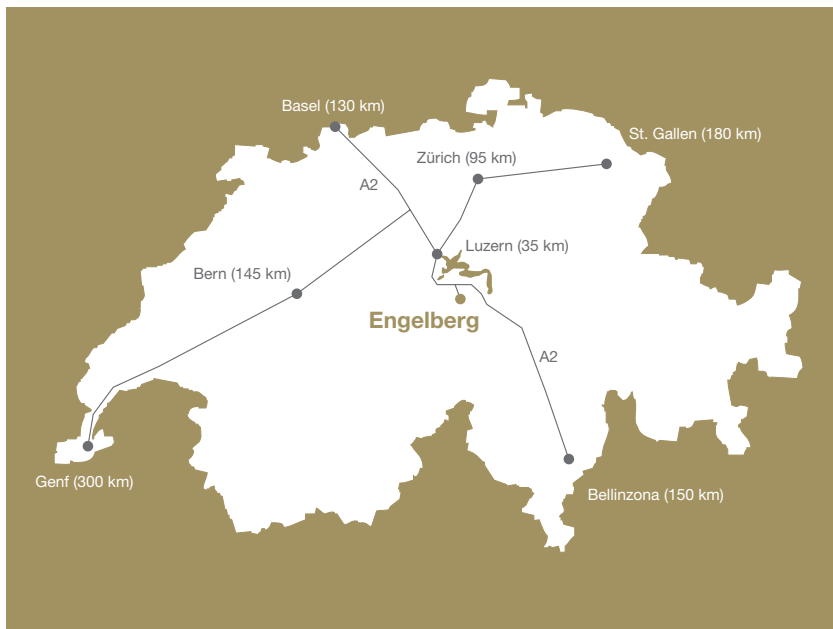 Basel (130 km)
St. Gallen (180 km)
Zürich (95 km)
A2
Luzern (35 km)
Bern (145 km)
Engelberg
A2
Genf (300 km)
Bellinzona (150 km)